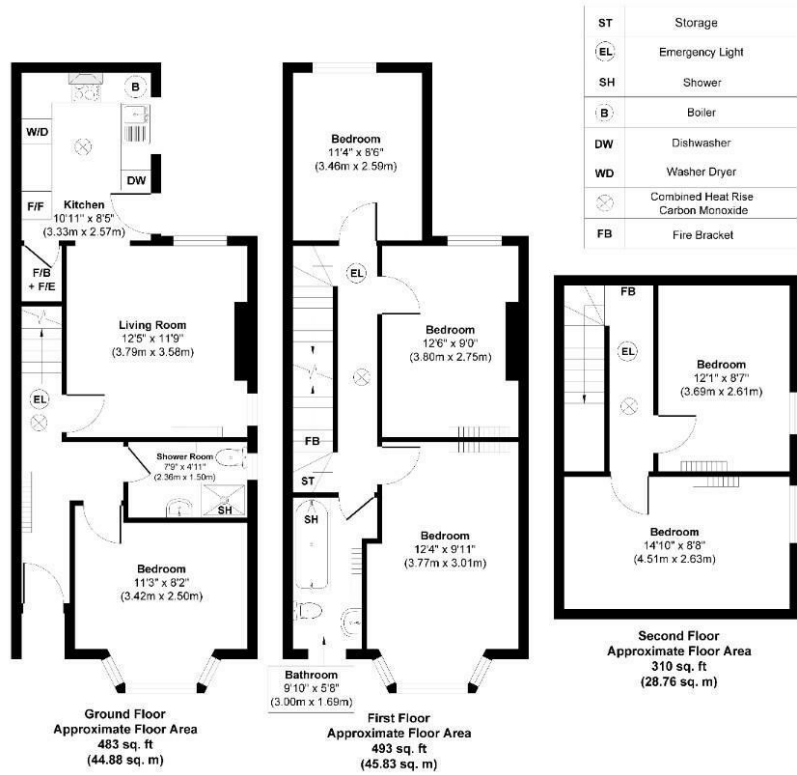 B
W/D
DW
F/F
Kitchen
10'11" x 8'5"
(3.33m x 2.57m)
F/B
+ F/E
Living Room
12'5" x 11'9"
(3.79m x 3.58m)
EL
Shower Room
7'9" x 4'11"
(2.36m x 1.50m)
SH
Bedroom
11'3" x 8'2"
(3.42m x 2.50m)
Ground Floor
Approximate Floor Area
483 sq. ft
(44.88 sq. m)
Bedroom
11'4" x 8'6"
(3.46m x 2.59m)
EL
Bedroom
12'6" x 9'0"
(3.80m x 2.75m)
FB
ST
SH
Bedroom
12'4" x 9'11"
(3.77m x 3.01m)
Bathroom
9'10" x 5'8"
(3.00m x 1.69m)
First Floor
Approximate Floor Area
493 sq. ft
(45.83 sq. m)
ST Storage
EL Emergency Light
SH Shower
B Boiler
DW Dishwasher
WD Washer Dryer
Combined Heat Rise
Carbon Monoxide
FB Fire Bracket
FB
EL
Bedroom
12'1" x 8'7"
(3.69m x 2.61m)
Bedroom
14'10" x 8'8"
(4.51m x 2.63m)
Second Floor
Approximate Floor Area
310 sq. ft
(28.76 sq. m)